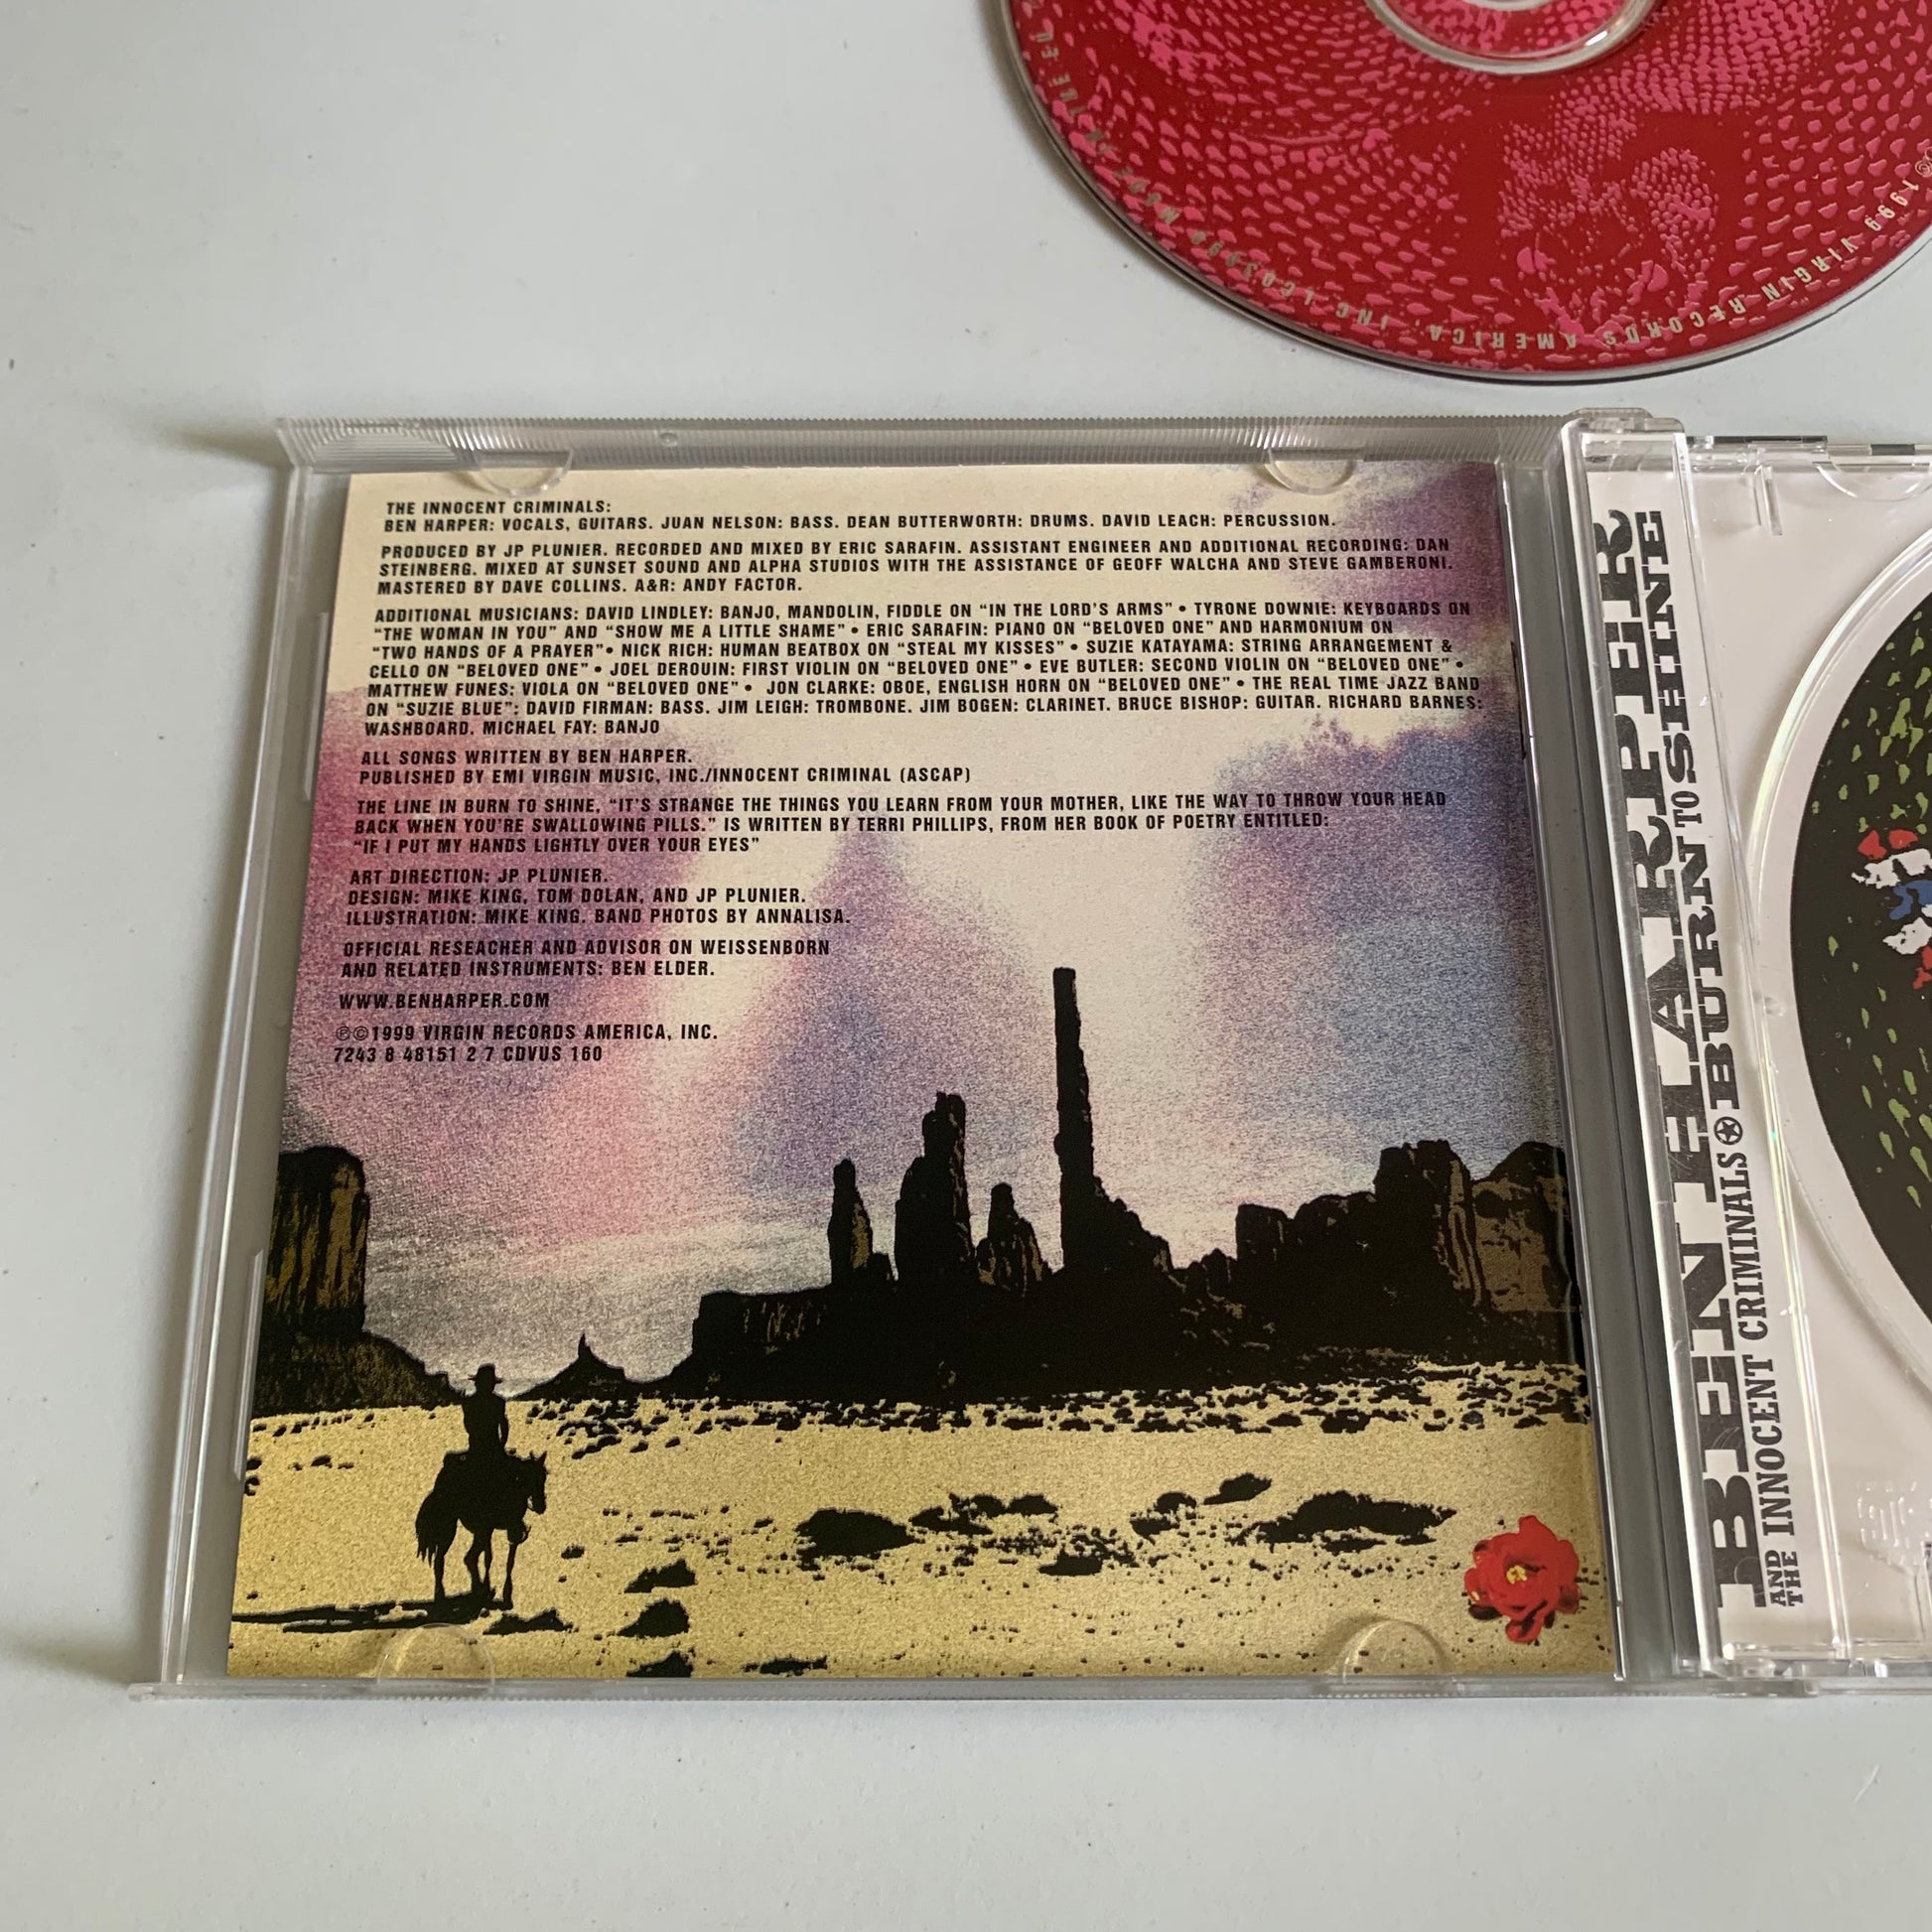 MADE IN THE E
© 1999 VIRGIN RECORDS AMERICA, INC. LC03098
THE INNOCENT CRIMINALS:
BEN HARPER: VOCALS, GUITARS. JUAN NELSON: BASS. DEAN BUTTERWORTH: DRUMS. DAVID LEACH: PERCUSSION.
PRODUCED BY JP PLUNIER. RECORDED AND MIXED BY ERIC SARAFIN. ASSISTANT ENGINEER AND ADDITIONAL RECORDING: DAN
STEINBERG. MIXED AT SUNSET SOUND AND ALPHA STUDIOS WITH THE ASSISTANCE OF GEOFF WALCHA AND STEVE GAMBERONI.
MASTERED BY DAVE COLLINS. A&R: ANDY FACTOR.
ADDITIONAL MUSICIANS: DAVID LINDLEY: BANJO, MANDOLIN, FIDDLE ON “IN THE LORD'S ARMS” • TYRONE DOWNIE: KEYBOARDS ON
“THE WOMAN IN YOU” AND “SHOW ME A LITTLE SHAME” • ERIC SARAFIN: PIANO ON “BELOVED ONE” AND HARMONIUM ON
“TWO HANDS OF A PRAYER”• NICK RICH: HUMAN BEATBOX ON “STEAL MY KISSES” • SUZIE KATAYAMA: STRING ARRANGEMENT &
CELLO ON “BELOVED ONE” • JOEL DEROUIN: FIRST VIOLIN ON “BELOVED ONE” • EVE BUTLER: SECOND VIOLIN ON “BELOVED ONE” •
MATTHEW FUNES: VIOLA ON “BELOVED ONE” • JON CLARKE: OBOE, ENGLISH HORN ON “BELOVED ONE” • THE REAL TIME JAZZ BAND
ON “SUZIE BLUE”: DAVID FIRMAN: BASS. JIM LEIGH: TROMBONE. JIM BOGEN: CLARINET. BRUCE BISHOP: GUITAR. RICHARD BARNES:
WASHBOARD. MICHAEL FAY: BANJO
ALL SONGS WRITTEN BY BEN HARPER.
PUBLISHED BY EMI VIRGIN MUSIC, INC./INNOCENT CRIMINAL (ASCAP)
THE LINE IN BURN TO SHINE, “IT'S STRANGE THE THINGS YOU LEARN FROM YOUR MOTHER, LIKE THE WAY TO THROW YOUR HEAD
BACK WHEN YOU'RE SWALLOWING PILLS.” IS WRITTEN BY TERRI PHILLIPS, FROM HER BOOK OF POETRY ENTITLED:
“IF I PUT MY HANDS LIGHTLY OVER YOUR EYES”
ART DIRECTION: JP PLUNIER.
DESIGN: MIKE KING, TOM DOLAN, AND JP PLUNIER.
ILLUSTRATION: MIKE KING. BAND PHOTOS BY ANNALISA.
OFFICIAL RESEACHER AND ADVISOR ON WEISSENBORN
AND RELATED INSTRUMENTS: BEN ELDER.
WWW.BENHARPER.COM
℗©1999 VIRGIN RECORDS AMERICA, INC.
7243 8 48151 2 7 CDVUS 160
BEN HARPER
AND THE INNOCENT CRIMINALS ★ BURN TO SHINE